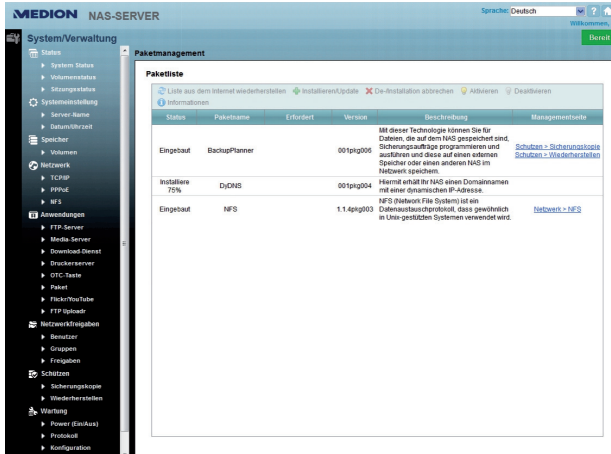 MEDION NAS-SERVER
Sprache: Deutsch
?
Willkommen,
System/Verwaltung
Bereit
Status
System Status
Volumenstatus
Sitzungsstatus
Systemeinstellung
Server-Name
Datum/Uhrzeit
Speicher
Volumen
Netzwerk
TCP/IP
PPPoE
NFS
Anwendungen
FTP-Server
Media-Server
Download-Dienst
Druckerserver
OTC-Taste
Paket
Flickr/YouTube
FTP Uploadr
Netzwerkfreigaben
Benutzer
Gruppen
Freigaben
Schützen
Sicherungskopie
Wiederherstellen
Wartung
Power (Ein/Aus)
Protokoll
Konfiguration
Paketmanagement
Paketliste
Liste aus dem Internet wiederherstellen Installieren/Update De-/Installation abbrechen Aktivieren Deaktivieren
Informationen
Status Paketname Erfordert Version Beschreibung Managementseite
Mit dieser Technologie können Sie für
Dateien, die auf dem NAS gespeichert sind,
Sicherungsaufträge programmieren und
ausführen und diese auf einen externen
Speicher oder einen anderen NAS im
Netzwerk speichern.
Eingebaut BackupPlanner 001pkg006
Schutzen > Sicherungskopie
Schutzen > Wiederherstellen
Installiere
75%
DyDNS 001pkg004
Hiermit erhält Ihr NAS einen Domainnamen
mit einer dynamischen IP-Adresse.
Eingebaut NFS 1.1.4pkg003
NFS (Network File System) ist ein
Datenaustauschprotokoll, dass gewöhnlich
in Unix-gestützten Systemen verwendet wird.
Netzwerk > NFS